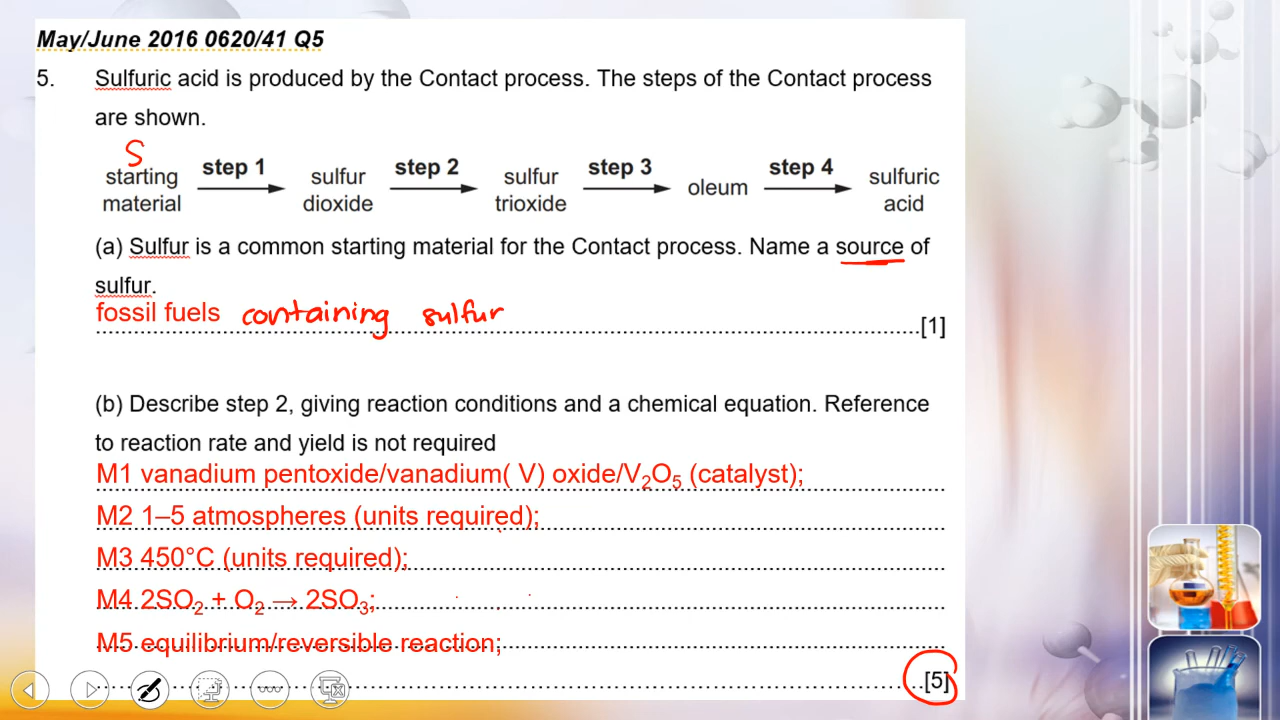 May/June 2016 0620/41 Q5
5. Sulfuric acid is produced by the Contact process. The steps of the Contact process
are shown.
S
starting material step 1 sulfur dioxide step 2 sulfur trioxide step 3 oleum step 4 sulfuric acid
(a) Sulfur is a common starting material for the Contact process. Name a source of
sulfur.
fossil fuels containing sulfur
[1]
(b) Describe step 2, giving reaction conditions and a chemical equation. Reference
to reaction rate and yield is not required
M1 vanadium pentoxide/vanadium( V) oxide/V₂O₅ (catalyst);
M2 1–5 atmospheres (units required);
M3 450°C (units required);
M4 2SO₂ + O₂ → 2SO₃;
M5 equilibrium/reversible reaction;
[5]